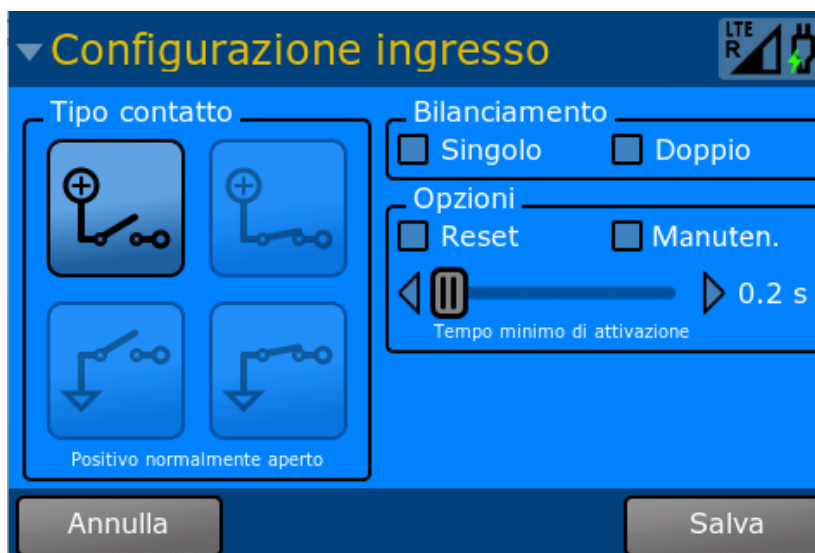 Configurazione ingresso
LTE
R
Tipo contatto
Positivo normalmente aperto
Bilanciamento
Singolo Doppio
Opzioni
Reset Manuten.
0.2 s
Tempo minimo di attivazione
Annulla Salva